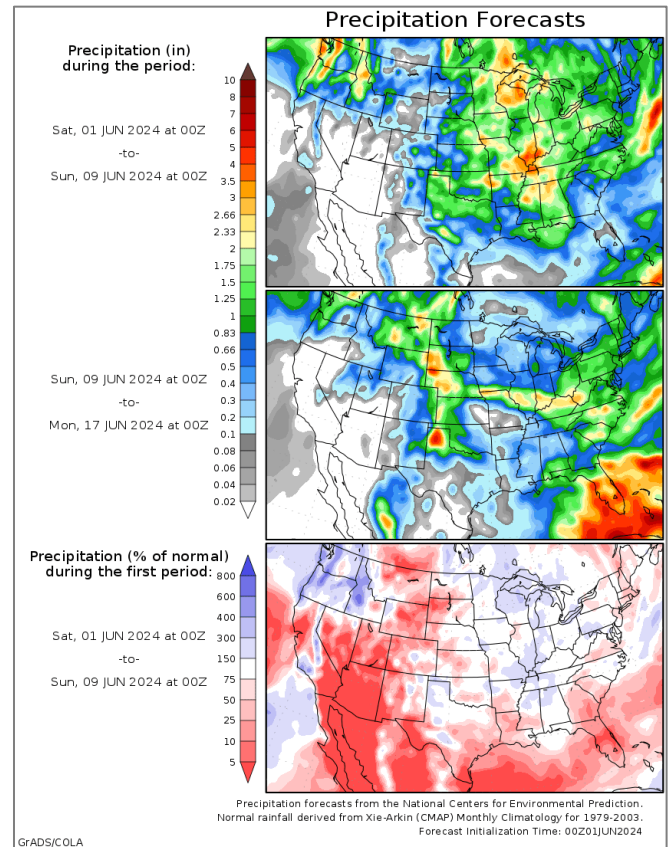 Precipitation Forecasts
Precipitation (in)
during the period:
Sat, 01 JUN 2024 at 00Z
-to-
Sun, 09 JUN 2024 at 00Z
Sun, 09 JUN 2024 at 00Z
-to-
Mon, 17 JUN 2024 at 00Z
10
8
7
6
5
4
3.5
3
2.66
2.33
2
1.75
1.5
1.25
1
0.83
0.66
0.5
0.4
0.3
0.2
0.1
0.08
0.06
0.04
0.02
Precipitation (% of normal)
during the first period:
Sat, 01 JUN 2024 at 00Z
-to-
Sun, 09 JUN 2024 at 00Z
800
600
400
300
150
75
50
25
10
5
Precipitation forecasts from the National Centers for Environmental Prediction.
Normal rainfall derived from Xie-Arkin (CMAP) Monthly Climatology for 1979-2003.
Forecast Initialization Time: 00Z01JUN2024
GrADS/COLA